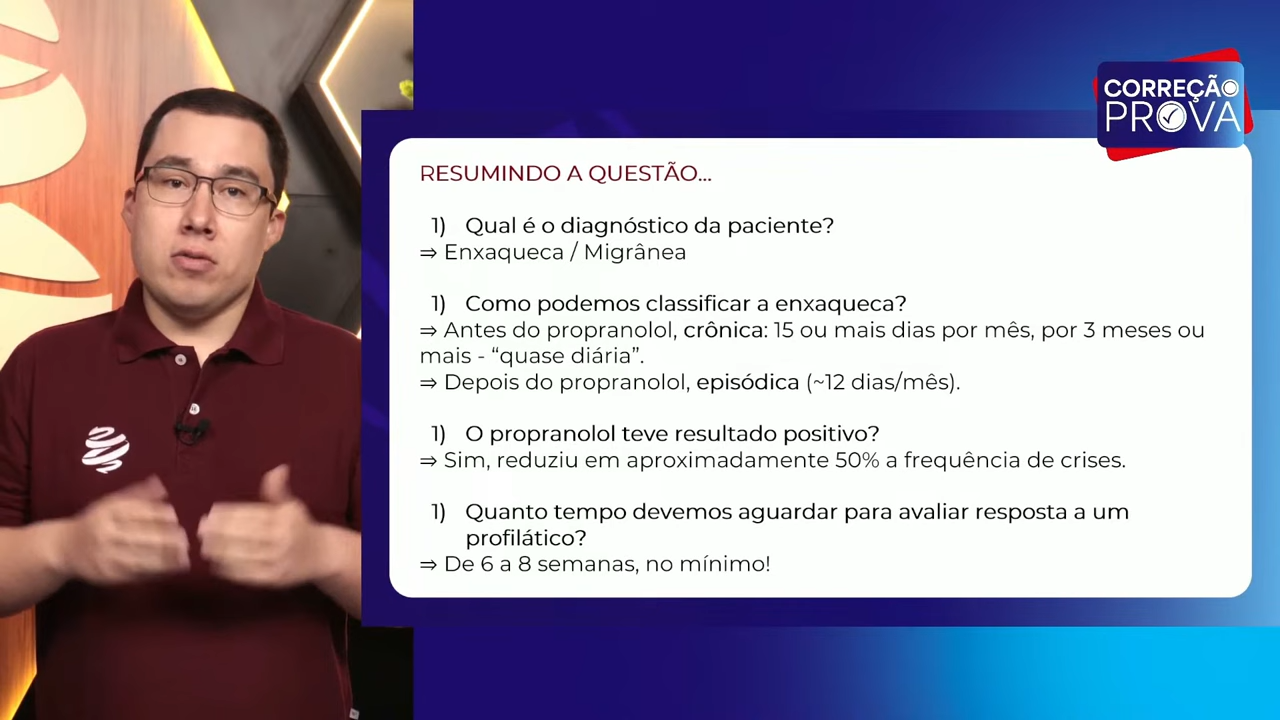 CORREÇÃO
PROVA
RESUMINDO A QUESTÃO...
1) Qual é o diagnóstico da paciente?
⇒ Enxaqueca / Migrânea
1) Como podemos classificar a enxaqueca?
⇒ Antes do propranolol, crônica: 15 ou mais dias por mês, por 3 meses ou
mais - “quase diária”.
⇒ Depois do propranolol, episódica (~12 dias/mês).
1) O propranolol teve resultado positivo?
⇒ Sim, reduziu em aproximadamente 50% a frequência de crises.
1) Quanto tempo devemos aguardar para avaliar resposta a um
profilático?
⇒ De 6 a 8 semanas, no mínimo!